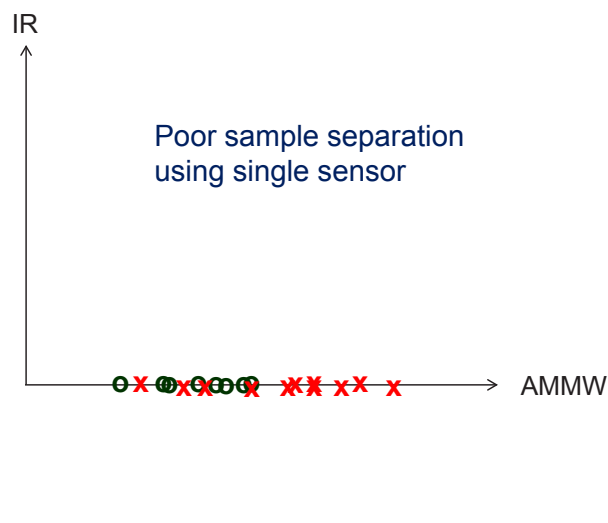 IR
Poor sample separation
using single sensor
o x o o x o x o o o o x x x x x x x x
AMMW